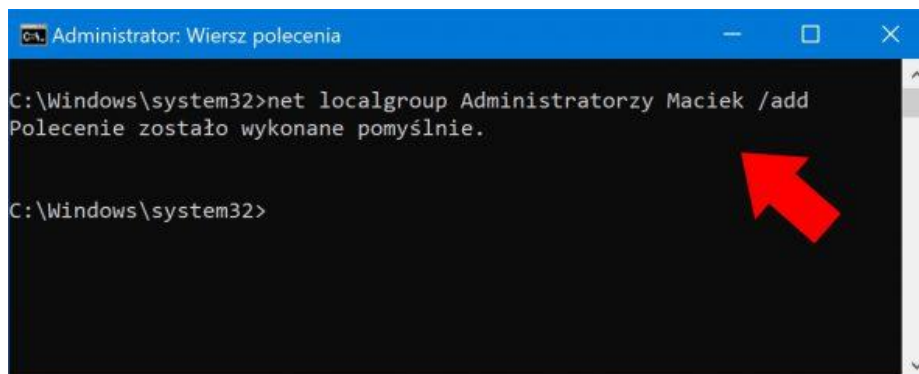 Administrator: Wiersz polecenia
C:\Windows\system32>net localgroup Administratorzy Maciek /add
Polecenie zostało wykonane pomyślnie.
C:\Windows\system32>